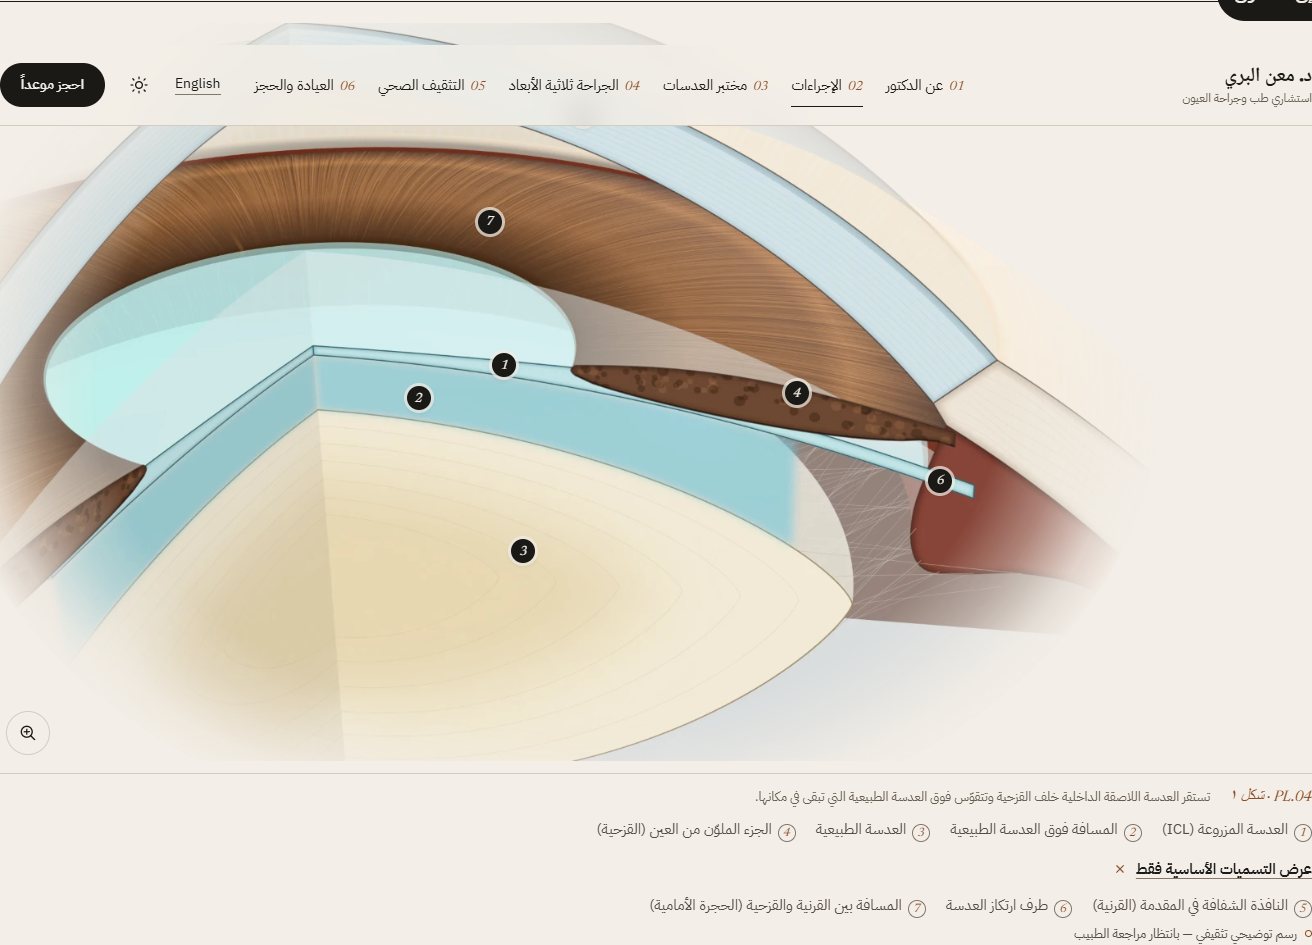 د. معن البري
استشاري طب وجراحة العيون
01 عن الدكتور
02 الإجراءات
03 مختبر العدسات
04 الجراحة ثلاثية الأبعاد
05 التثقيف الصحي
06 العيادة والحجز
English
احجز موعداً
7
1
2
4
6
3
PL.04 · شكل ١ تستقر العدسة اللاصقة الداخلية خلف القزحية وتتقوّس فوق العدسة الطبيعية التي تبقى في مكانها.
1 العدسة المزروعة (ICL) 2 المسافة فوق العدسة الطبيعية 3 العدسة الطبيعية 4 الجزء الملوّن من العين (القزحية)
عرض التسميات الأساسية فقط ×
5 النافذة الشفافة في المقدمة (القرنية) 6 طرف ارتكاز العدسة 7 المسافة بين القرنية والقزحية (الحجرة الأمامية)
رسم توضيحي تثقيفي — بانتظار مراجعة الطبيب